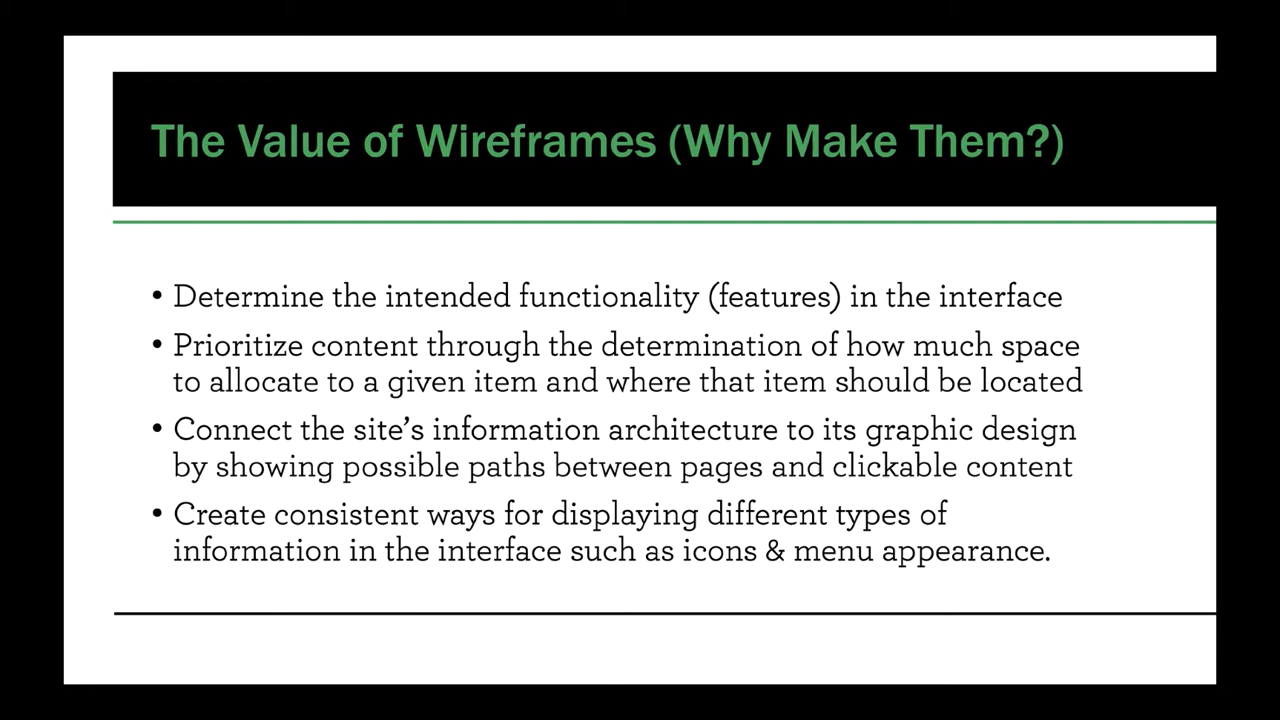 The Value of Wireframes (Why Make Them?)
• Determine the intended functionality (features) in the interface
• Prioritize content through the determination of how much space
to allocate to a given item and where that item should be located
• Connect the site’s information architecture to its graphic design
by showing possible paths between pages and clickable content
• Create consistent ways for displaying different types of
information in the interface such as icons & menu appearance.